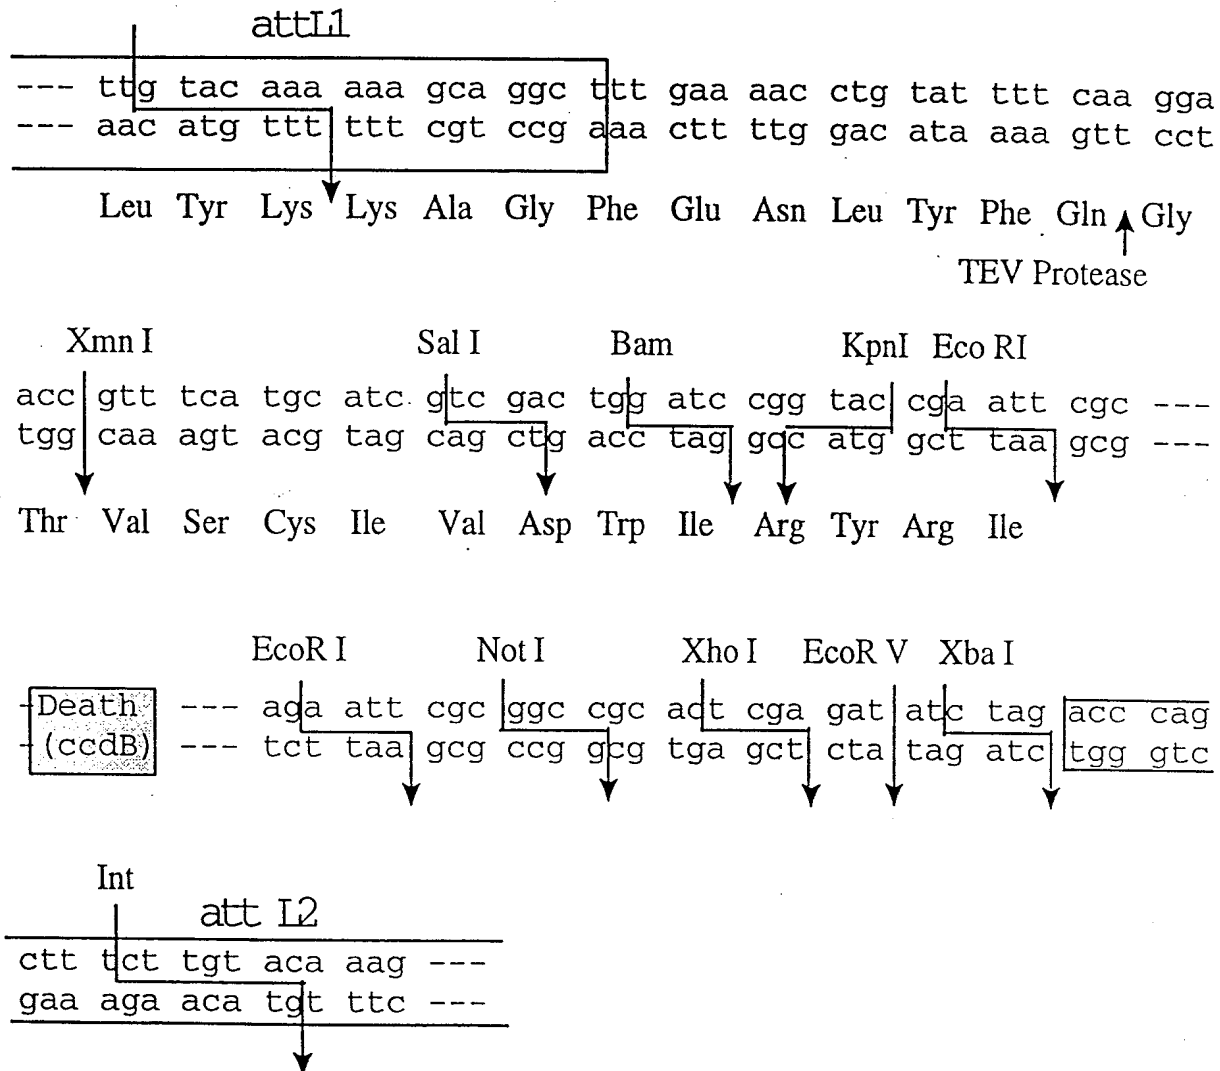 attL1
--- ttg tac aaa aaa gca ggc ttt gaa aac ctg tat ttt caa gga
--- aac atg ttt ttt cgt ccg aaa ctt ttg gac ata aaa gtt cct
Leu Tyr Lys Lys Ala Gly Phe Glu Asn Leu Tyr Phe Gln Gly
TEV Protease
Xmn I Sal I Bam KpnI Eco RI
acc gtt tca tgc atc gtc gac tgg atc cgg tac cga att cgc ---
tgg caa agt acg tag cag ctg acc tag gcc atg gct taa gcg ---
Thr Val Ser Cys Ile Val Asp Trp Ile Arg Tyr Arg Ile
EcoR I Not I Xho I EcoR V Xba I
Death --- aga att cgc ggc cgc act cga gat atc tag acc cag
(ccdB) --- tct taa gcg ccg gcg tga gct cta tag atc tgg gtc
Int
att L2
ctt tct tgt aca aag ---
gaa aga aca tgt ttc ---